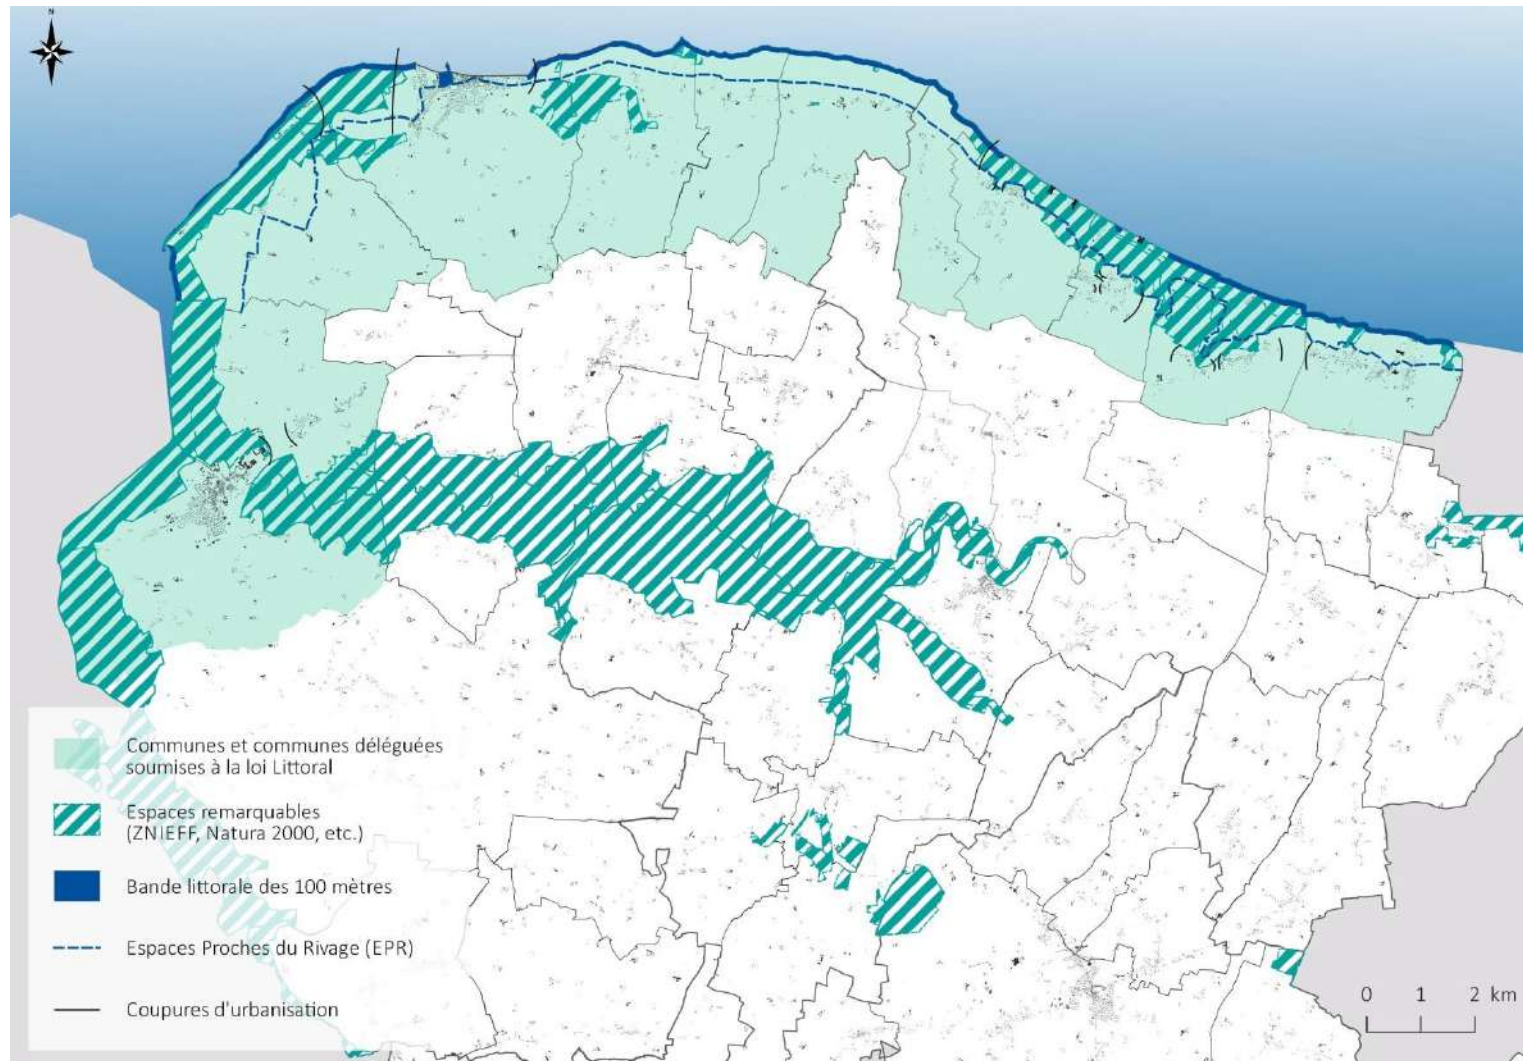 N
Communes et communes déléguées
soumises à la loi Littoral
Espaces remarquables
(ZNIEFF, Natura 2000, etc.)
Bande littorale des 100 mètres
Espaces Proches du Rivage (EPR)
Coupures d'urbanisation
0 1 2 km